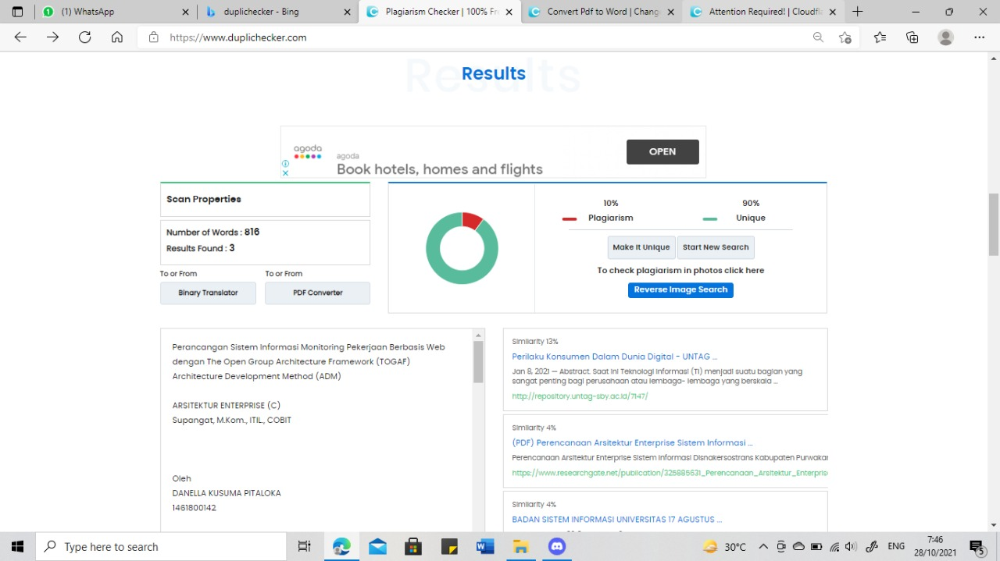 (1) WhatsApp
bing chatbot
Plagiarism Checker | 100% Fre
Convert Pdf to Word | Change
Attention Required! | Cloudfla
https://www.duplichecker.com
Results
Results
agoda
agoda
Book hotels, homes and flights
OPEN
Scan Properties
Number of Words : 816
Results Found : 3
To or From
To or From
Binary Translator
PDF Converter
10%
90%
Plagiarism
Unique
Make It Unique
Start New Search
To check plagiarism in photos click here
Reverse Image Search
Perancangan Sistem Informasi Monitoring Pekerjaan Berbasis Web
dengan The Open Group Architecture Framework (TOGAF)
Architecture Development Method (ADM)
ARSITEKTUR ENTERPRISE (C)
Supangat, M.Kom., ITIL., COBIT
Oleh
DANELLA KUSUMA PITALOKA
1461800142
Similarity 13%
Perilaku Konsumen Dalam Dunia Digital - UNTAG ...
Jan 8, 2021 — Abstract. Saat ini Teknologi Informasi (TI) menjadi suatu bagian yang
sangat penting bagi perusahaan atau lembaga- lembaga yang berskala ...
http://repository.untag-sby.ac.id/7147/
Similarity 4%
(PDF) Perencanaan Arsitektur Enterprise Sistem Informasi ...
Perencanaan Arsitektur Enterprise Sistem Informasi Disnakersostrans Kabupaten Purwakar
https://www.researchgate.net/publication/325885631_Perencanaan_Arsitektur_Enterpris
Similarity 4%
BADAN SISTEM INFORMASI UNIVERSITAS 17 AGUSTUS ...
Type here to search
30°C
ENG
7:46
28/10/2021
5